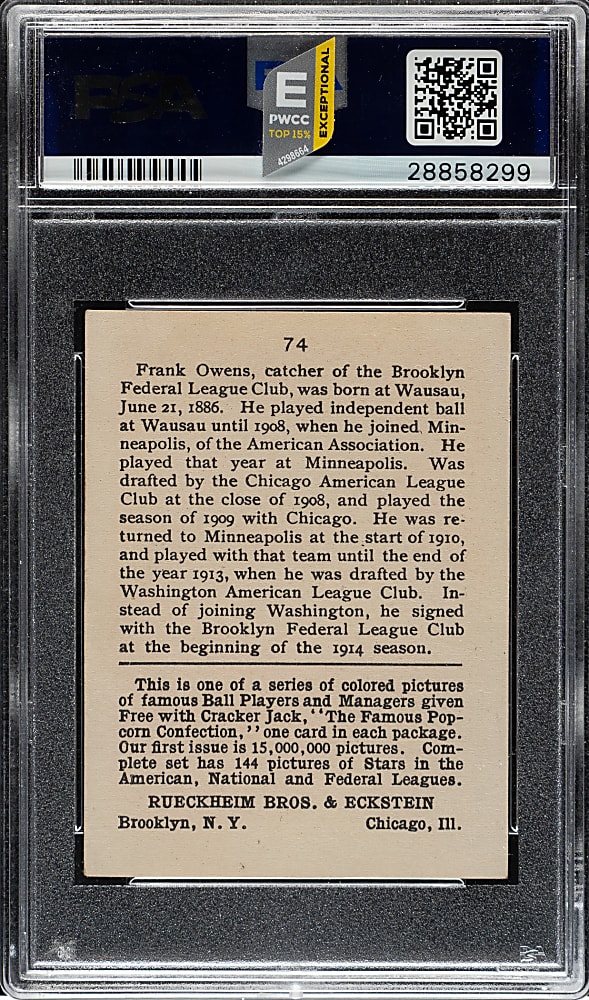 PSA
E
PWCC
TOP 15%
EXCEPTIONAL
4298664
28858299
74
Frank Owens, catcher of the Brooklyn
Federal League Club, was born at Wausau,
June 21, 1886. He played independent ball
at Wausau until 1908, when he joined Min-
neapolis, of the American Association. He
played that year at Minneapolis. Was
drafted by the Chicago American League
Club at the close of 1908, and played the
season of 1909 with Chicago. He was re-
turned to Minneapolis at the start of 1910,
and played with that team until the end of
the year 1913, when he was drafted by the
Washington American League Club. In-
stead of joining Washington, he signed
with the Brooklyn Federal League Club
at the beginning of the 1914 season.
This is one of a series of colored pictures
of famous Ball Players and Managers given
Free with Cracker Jack, "The Famous Pop-
corn Confection," one card in each package.
Our first issue is 15,000,000 pictures. Com-
plete set has 144 pictures of Stars in the
American, National and Federal Leagues.
RUECKHEIM BROS. & ECKSTEIN
Brooklyn, N. Y. Chicago, Ill.